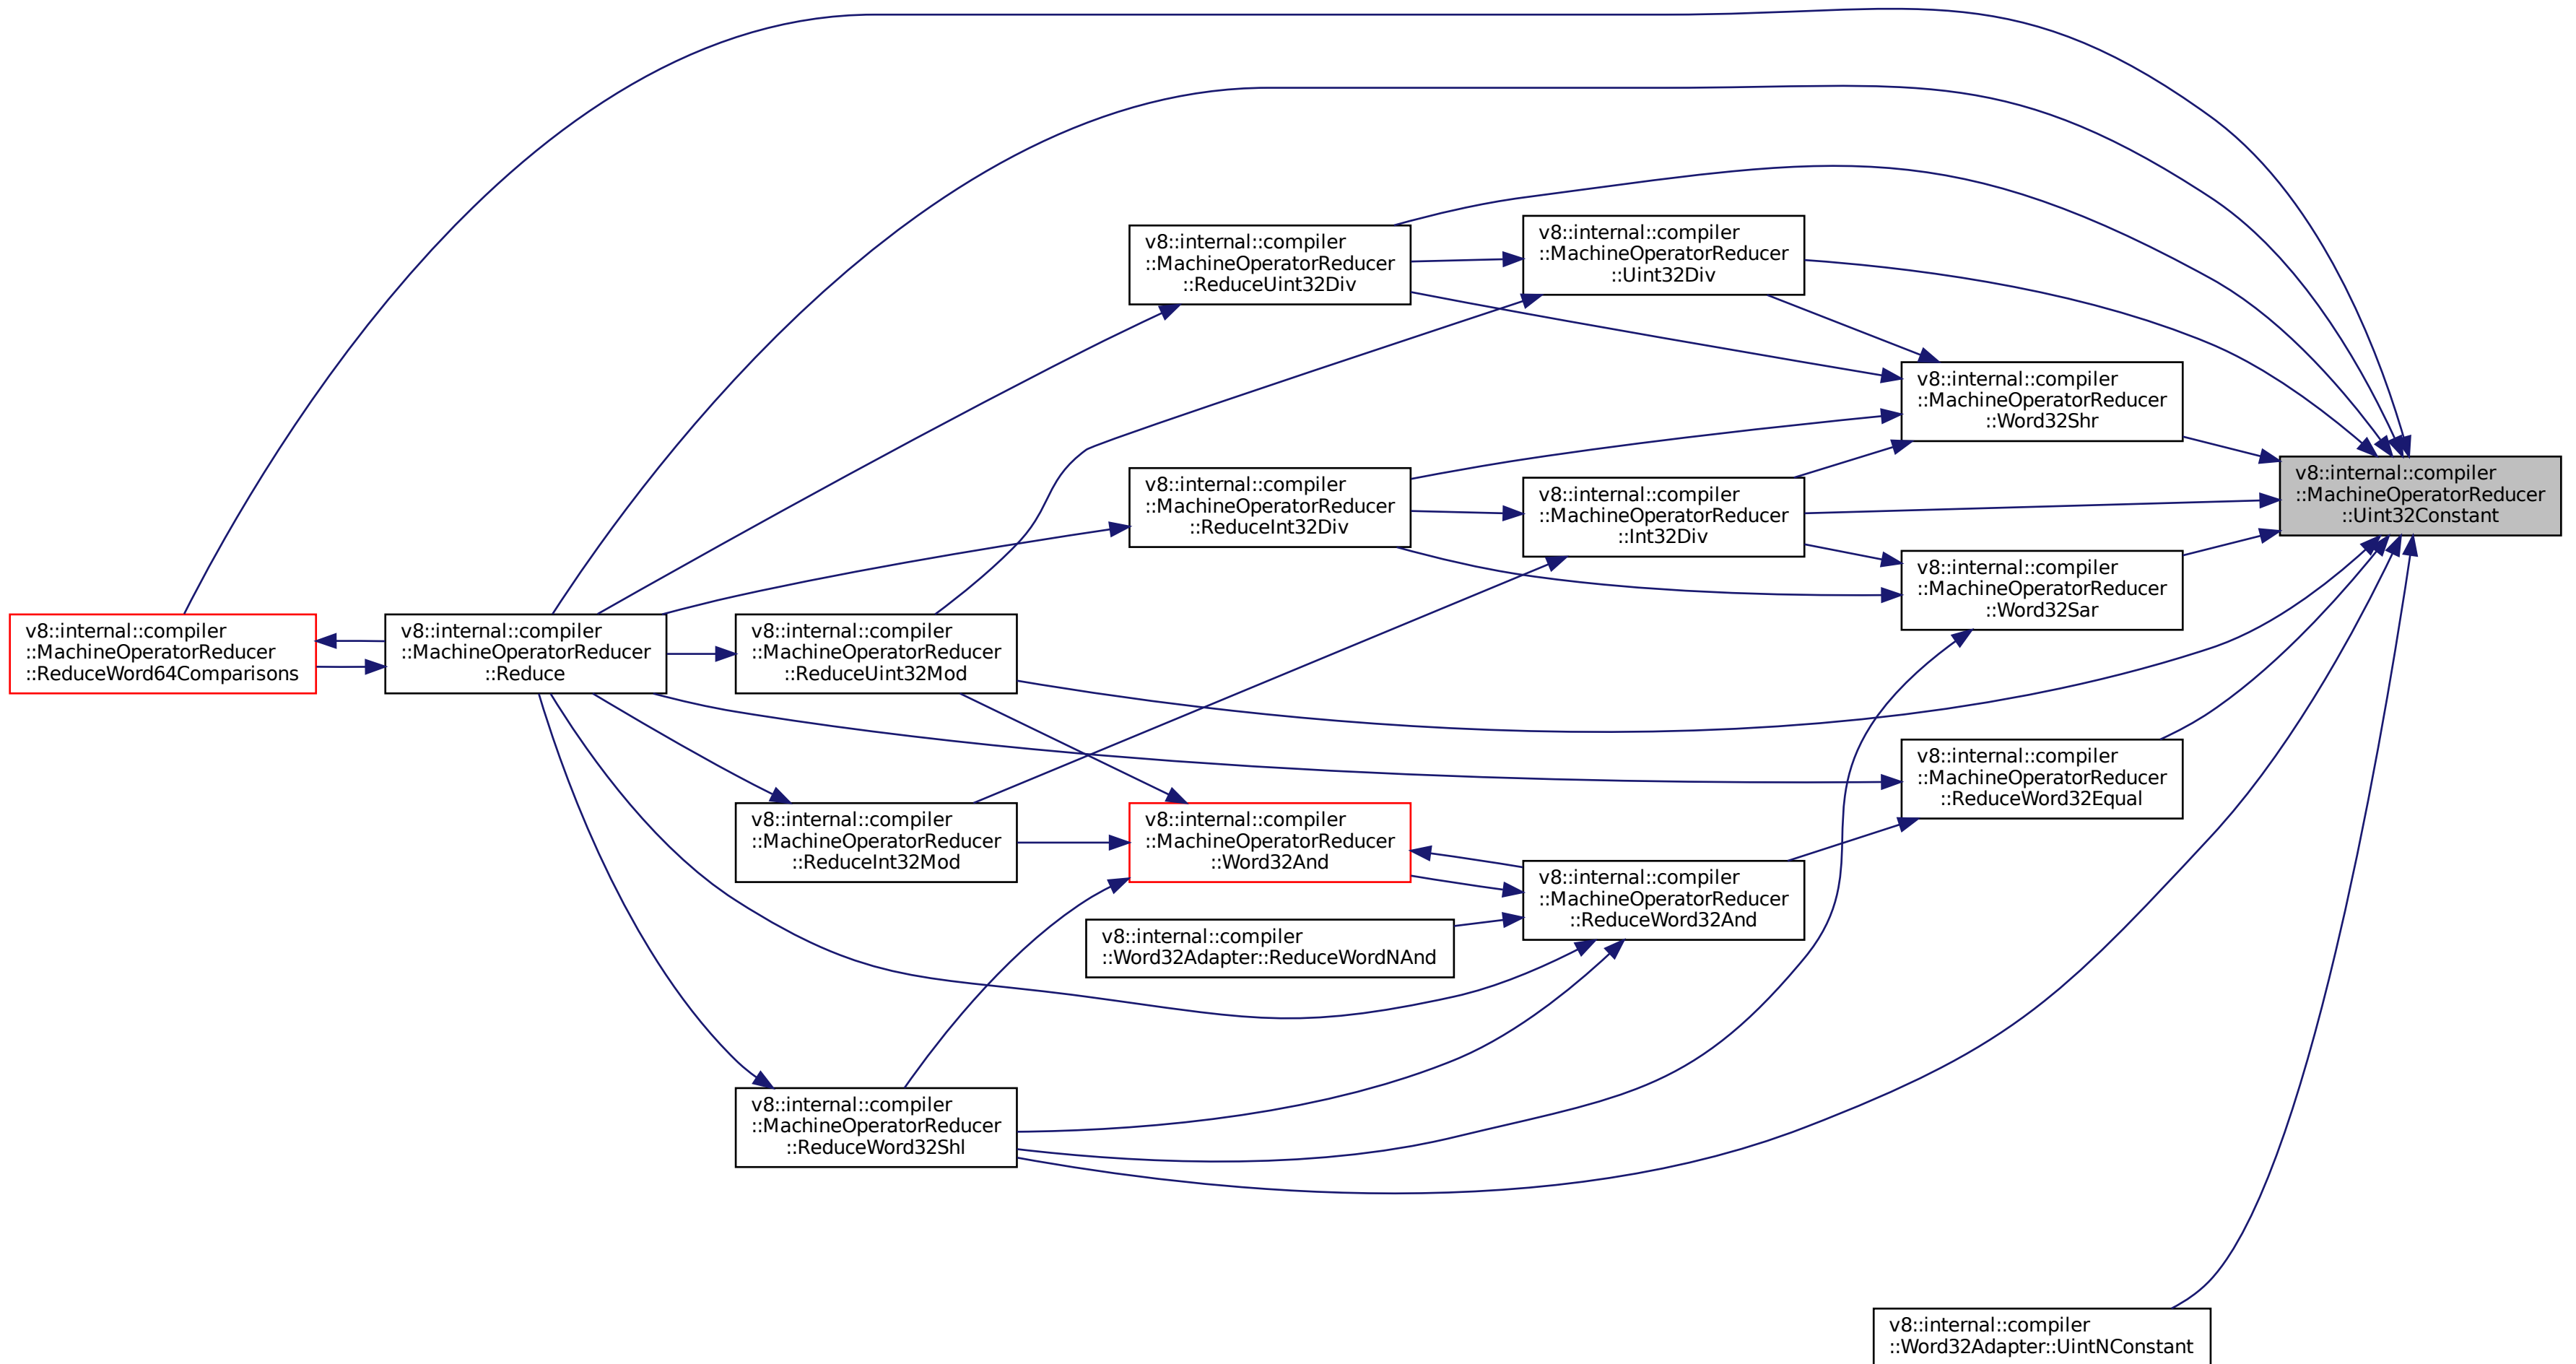 v8::internal::compiler
::MachineOperatorReducer
::ReduceUint32Div
v8::internal::compiler
::MachineOperatorReducer
::Uint32Div
v8::internal::compiler
::MachineOperatorReducer
::Word32Shr
v8::internal::compiler
::MachineOperatorReducer
::Uint32Constant
v8::internal::compiler
::MachineOperatorReducer
::ReduceInt32Div
v8::internal::compiler
::MachineOperatorReducer
::Int32Div
v8::internal::compiler
::MachineOperatorReducer
::Word32Sar
v8::internal::compiler
::MachineOperatorReducer
::ReduceWord64Comparisons
v8::internal::compiler
::MachineOperatorReducer
::Reduce
v8::internal::compiler
::MachineOperatorReducer
::ReduceUint32Mod
v8::internal::compiler
::MachineOperatorReducer
::ReduceWord32Equal
v8::internal::compiler
::MachineOperatorReducer
::ReduceInt32Mod
v8::internal::compiler
::MachineOperatorReducer
::Word32And
v8::internal::compiler
::MachineOperatorReducer
::ReduceWord32And
v8::internal::compiler
::Word32Adapter::ReduceWordNAnd
v8::internal::compiler
::MachineOperatorReducer
::ReduceWord32Shl
v8::internal::compiler
::Word32Adapter::UintNConstant